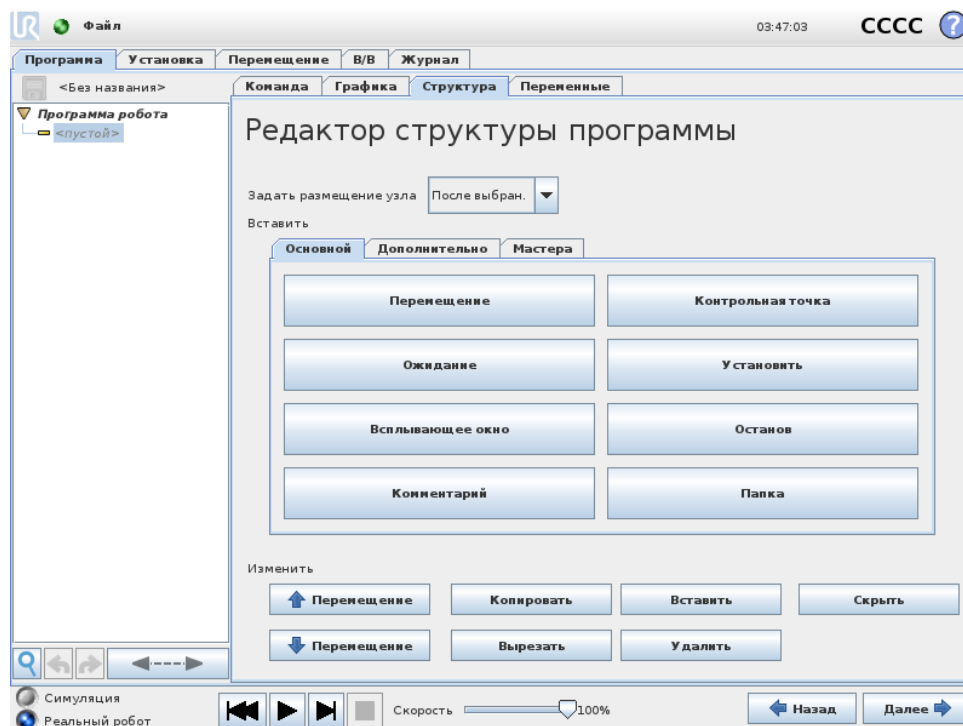 UR Файл 03:47:03 CCCC ?
Программа Установка Перемещение В/В Журнал
<Без названия>
Команда Графика Структура Переменные
Программа робота
<пустой>
Редактор структуры программы
Задать размещение узла После выбран.
Вставить
Основной Дополнительно Мастера
Перемещение Контрольная точка
Ожидание Установить
Всплывающее окно Останов
Комментарий Папка
Изменить
Перемещение Копировать Вставить Скрыть
Перемещение Вырезать Удалить
Симуляция
Реальный робот
Скорость 100% Назад Далее